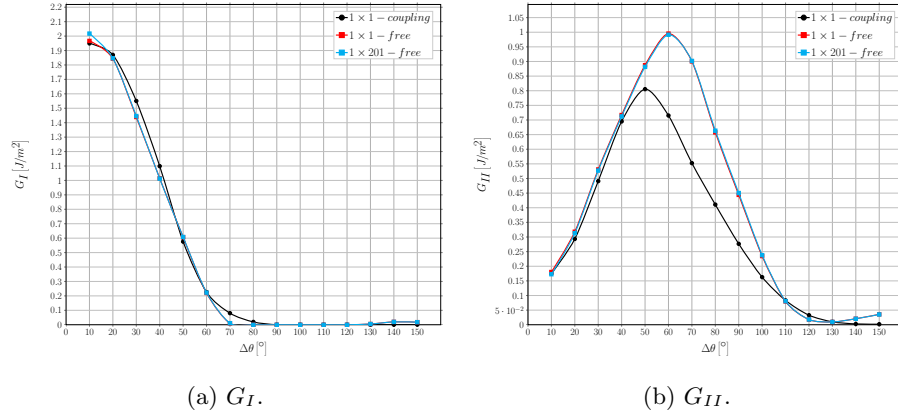 2.2
2.1
2
1.9
1.8
1.7
1.6
1.5
1.4
1.3
1.2
1.1
1
0.9
0.8
0.7
0.6
0.5
0.4
0.3
0.2
0.1
0
G_I [J/m²]
1 × 1 − coupling
1 × 1 − free
1 × 201 − free
0 10 20 30 40 50 60 70 80 90 100 110 120 130 140 150
Δθ [°]
(a) G_I.
1.05
1
0.95
0.9
0.85
0.8
0.75
0.7
0.65
0.6
0.55
0.5
0.45
0.4
0.35
0.3
0.25
0.2
0.15
0.1
5 · 10⁻²
0
G_II [J/m²]
1 × 1 − coupling
1 × 1 − free
1 × 201 − free
0 10 20 30 40 50 60 70 80 90 100 110 120 130 140 150
Δθ [°]
(b) G_II.